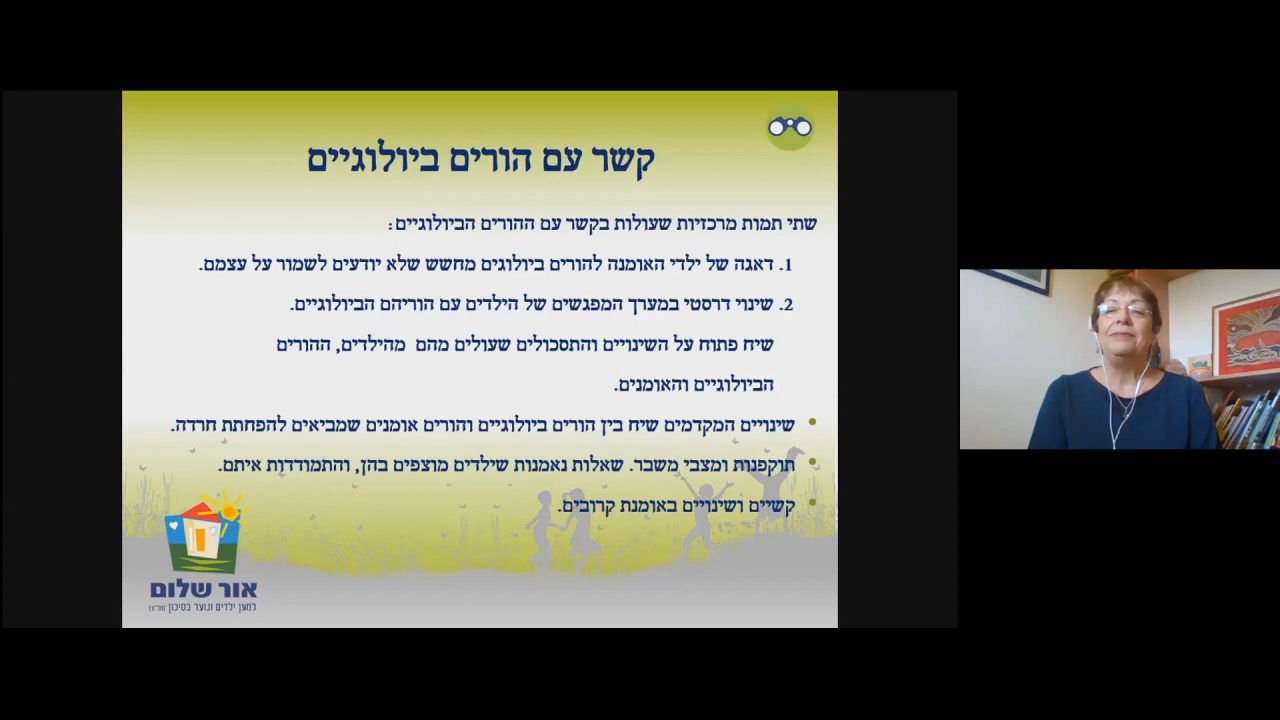 קשר עם הורים ביולוגיים
שתי תמות מרכזיות שעולות בקשר עם ההורים הביולוגיים:
1. דאגה של ילדי האומנה להורים ביולוגים מחשש שלא יודעים לשמור על עצמם.
2. שינוי דרסטי במערך המפגשים של הילדים עם הוריהם הביולוגיים.
שיח פתוח על השינויים והתסכולים שעולים מהם מהילדים, ההורים
הביולוגיים והאומנים.
• שינויים המקדמים שיח בין הורים ביולוגיים והורים אומנים שמביאים להפחתת חרדה.
• תוקפנות ומצבי משבר. שאלות נאמנות שילדים מוצפים בהן, והתמודדות איתם.
• קשיים ושינויים באומנת קרובים.
אור שלום
למען ילדים ונוער בסיכון (חל"צ)